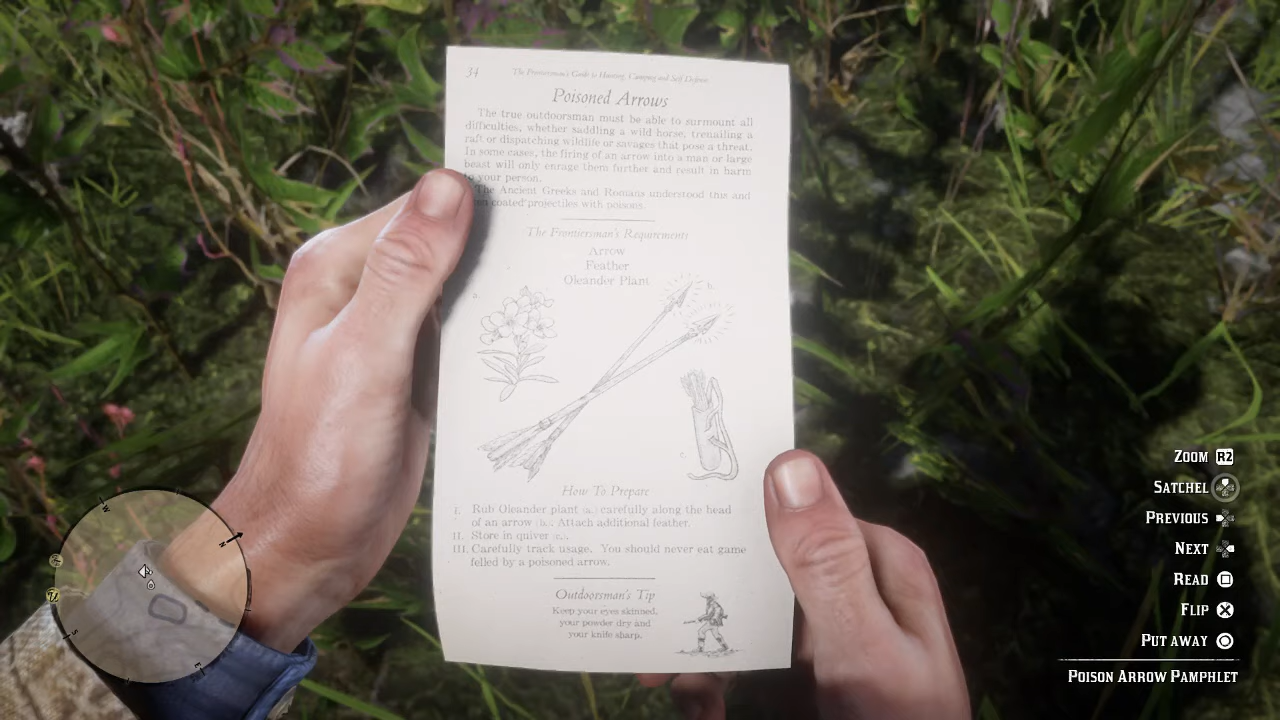 34
The Frontiersman's Guide to Hunting, Camping and Self Defense
Poisoned Arrows
The true outdoorsman must be able to surmount all
difficulties, whether saddling a wild horse, trenailing a
raft or dispatching wildlife or savages that pose a threat.
In some cases, the firing of an arrow into a man or large
beast will only enrage them further and result in harm
to your person.
The Ancient Greeks and Romans understood this and
coated projectiles with poisons.
The Frontiersman's Requirements
Arrow
Feather
Oleander Plant
a.
b.
c.
How To Prepare
I. Rub Oleander plant (a.) carefully along the head
of an arrow (b.). Attach additional feather.
II. Store in quiver (c.).
III. Carefully track usage. You should never eat game
felled by a poisoned arrow.
Outdoorsman's Tip
Keep your eyes skinned,
your powder dry and
your knife sharp.
W
N
S
E
Zoom R2
Satchel
Previous
Next
Read
Flip
Put away
Poison Arrow Pamphlet